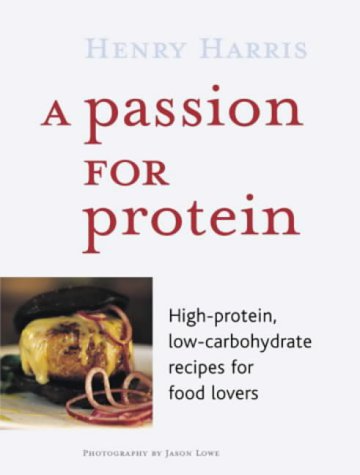 HENRY HARRIS
A passion
FOR
protein
High-protein,
low-carbohydrate
recipes for
food lovers
PHOTOGRAPHY BY JASON LOWE